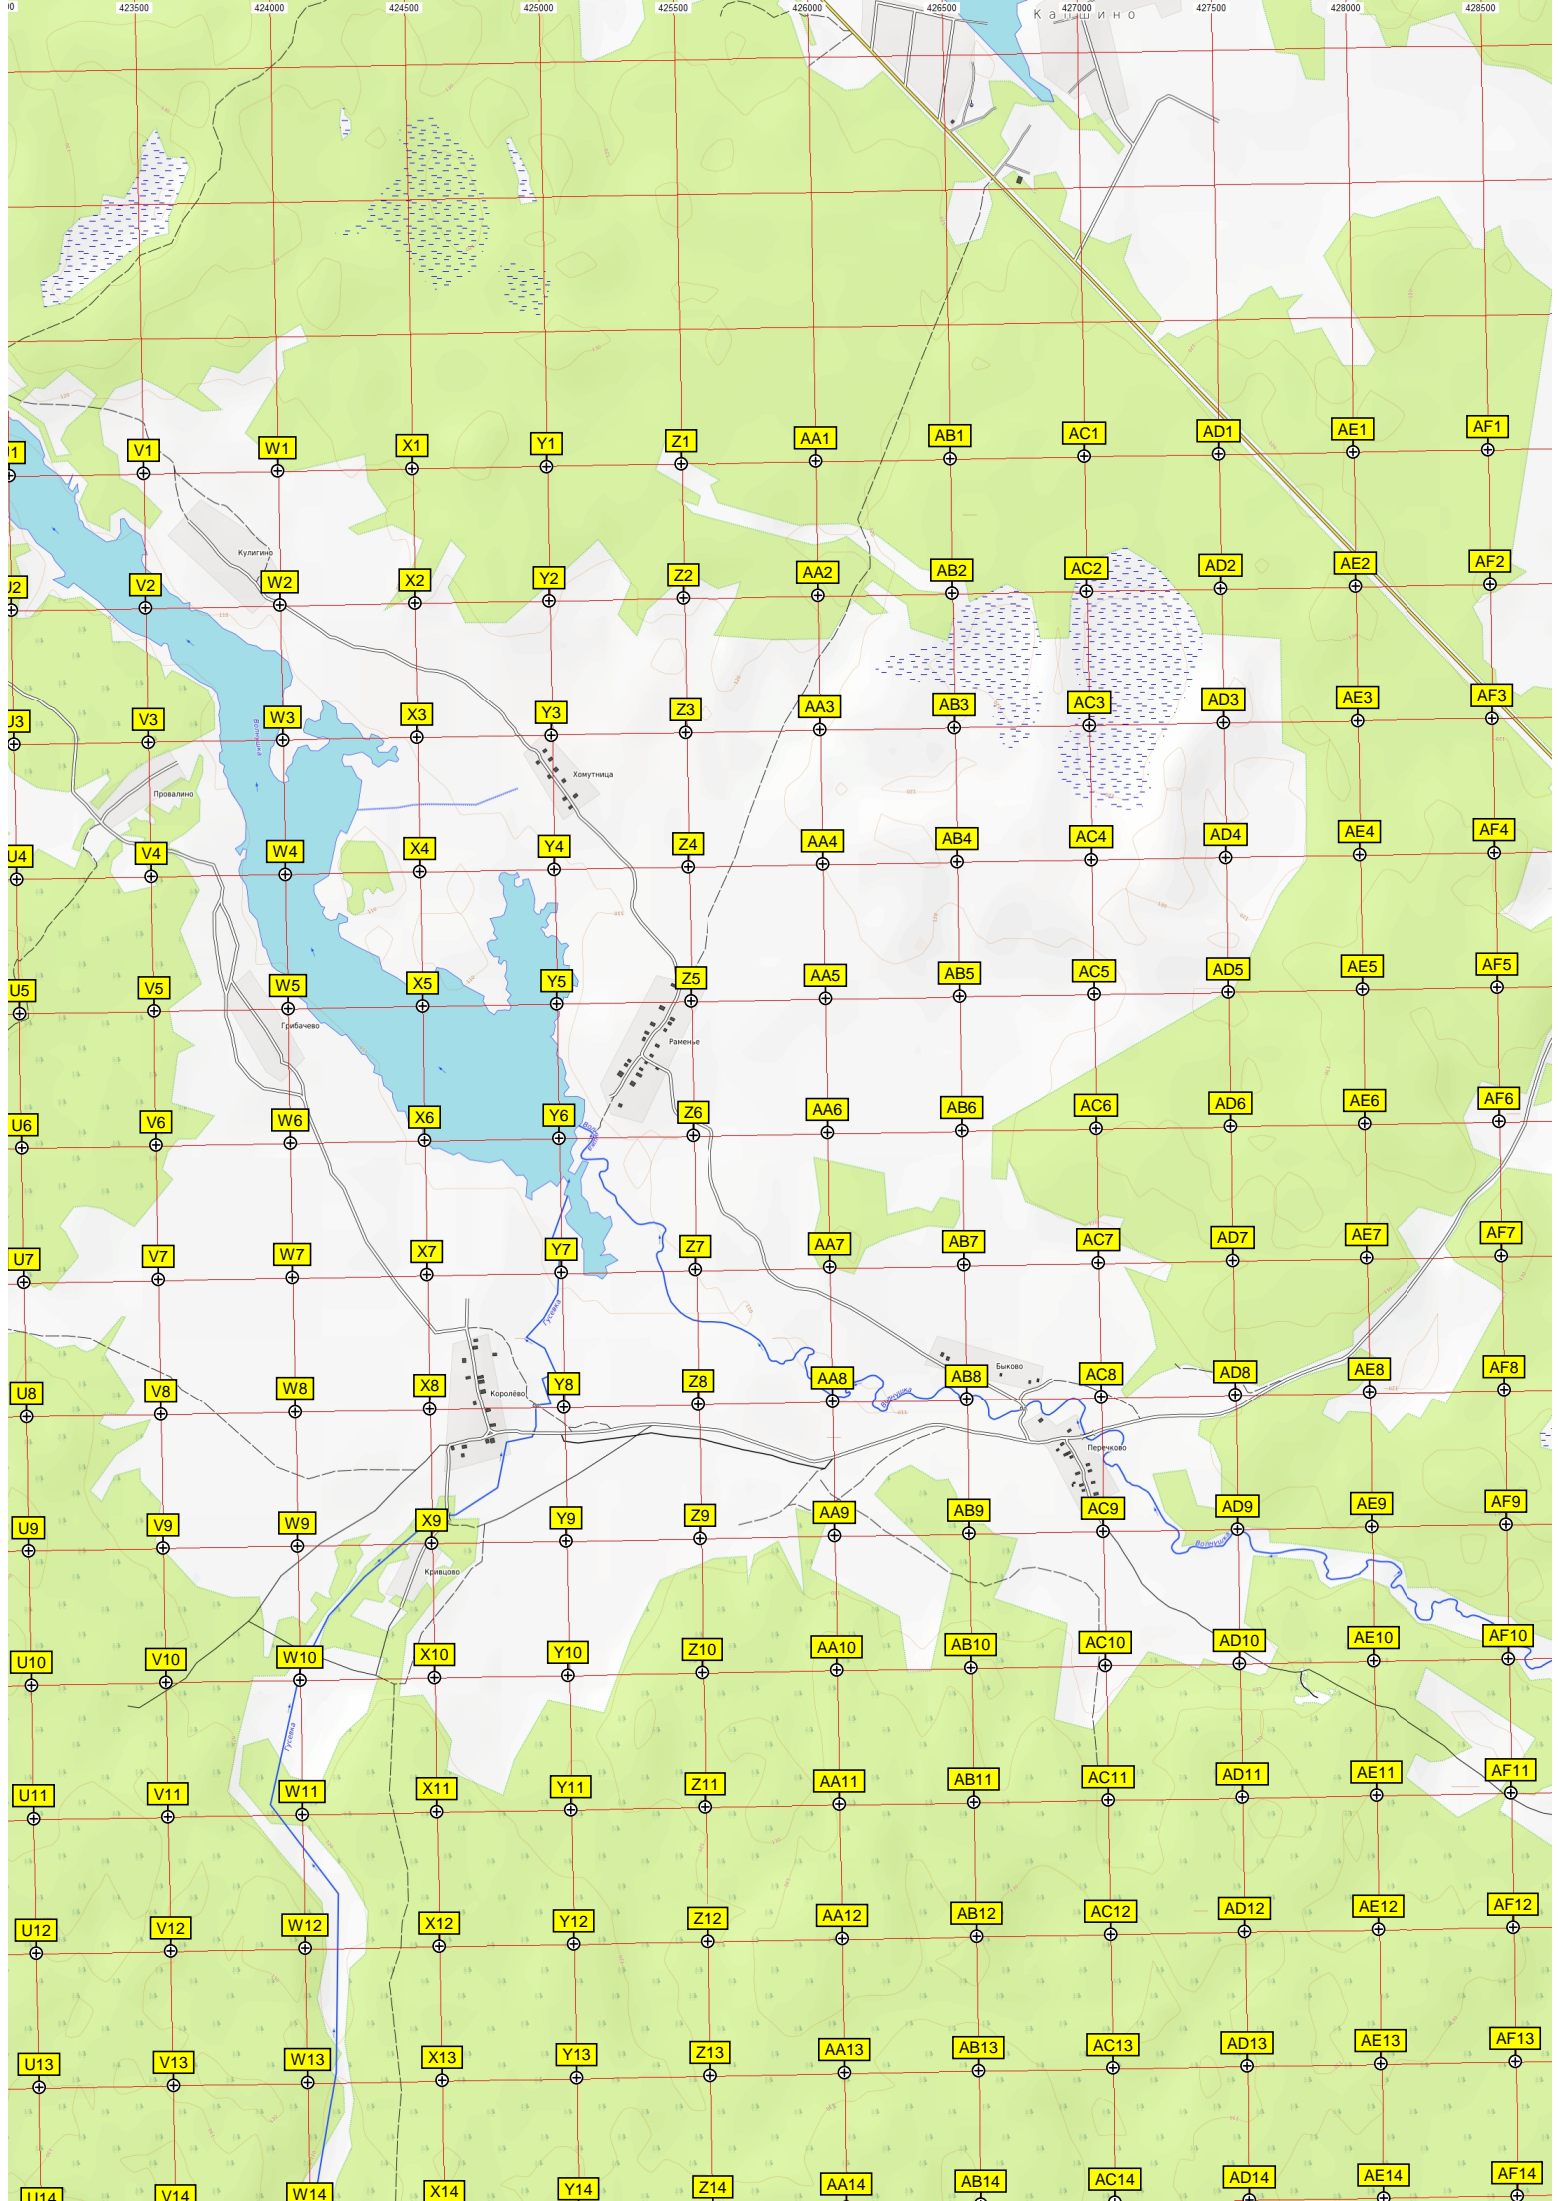 423500 424000 424500 425000 425500 426000 426500 427000 427500 428000 428500
Капшино
V1 W1 X1 Y1 Z1 AA1 AB1 AC1 AD1 AE1 AF1
Кулигино
V2 W2 X2 Y2 Z2 AA2 AB2 AC2 AD2 AE2 AF2
V3 W3 X3 Y3 Z3 AA3 AB3 AC3 AD3 AE3 AF3
Хомутница
Провалино
U4 V4 W4 X4 Y4 Z4 AA4 AB4 AC4 AD4 AE4 AF4
U5 V5 W5 X5 Y5 Z5 AA5 AB5 AC5 AD5 AE5 AF5
Грибачево
Раменье
U6 V6 W6 X6 Y6 Z6 AA6 AB6 AC6 AD6 AE6 AF6
U7 V7 W7 X7 Y7 Z7 AA7 AB7 AC7 AD7 AE7 AF7
Гусевка
Быково
U8 V8 W8 X8 Y8 Z8 AA8 AB8 AC8 AD8 AE8 AF8
Королёво
Перечково
U9 V9 W9 X9 Y9 Z9 AA9 AB9 AC9 AD9 AE9 AF9
Кривцово
U10 V10 W10 X10 Y10 Z10 AA10 AB10 AC10 AD10 AE10 AF10
Гусевка
U11 V11 W11 X11 Y11 Z11 AA11 AB11 AC11 AD11 AE11 AF11
U12 V12 W12 X12 Y12 Z12 AA12 AB12 AC12 AD12 AE12 AF12
U13 V13 W13 X13 Y13 Z13 AA13 AB13 AC13 AD13 AE13 AF13
U14 V14 W14 X14 Y14 Z14 AA14 AB14 AC14 AD14 AE14 AF14